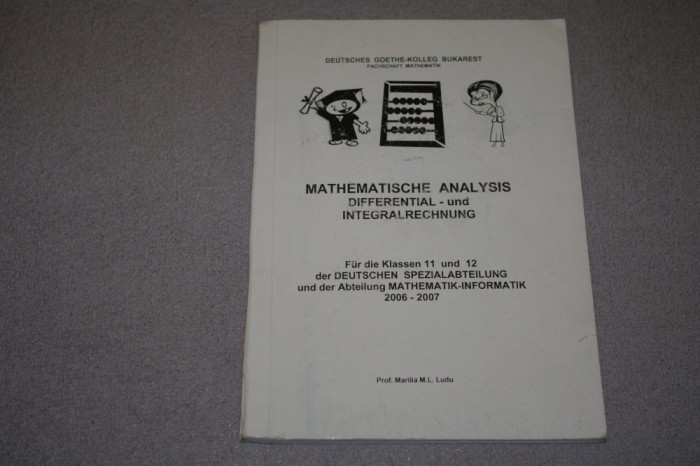 DEUTSCHES GOETHE-KOLLEG BUKAREST
FACHSCHAFT MATHEMATIK
MATHEMATISCHE ANALYSIS
DIFFERENTIAL - und
INTEGRALRECHNUNG
Für die Klassen 11 und 12
der DEUTSCHEN SPEZIALABTEILUNG
und der Abteilung MATHEMATIK-INFORMATIK
2006 - 2007
Prof. Marilia M.L. Ludu